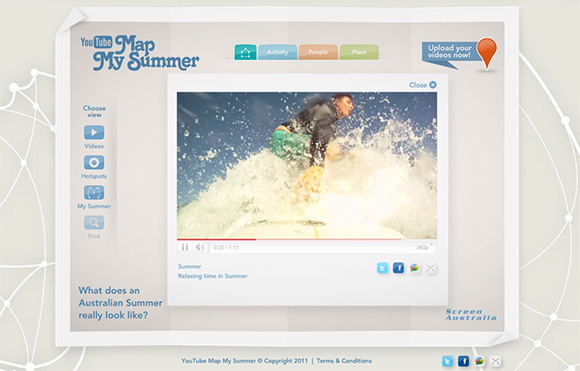 YouTube Map
My Summer
Activity
People
Place
Upload your
videos now!
Close
Choose
view
Videos
Hotspots
My Summer
Find
0:20 / 1:11
360p
Summer
Relaxing time in Summer
What does an
Australian Summer
really look like?
Screen
Australia
YouTube Map My Summer © Copyright 2011 | Terms & Conditions